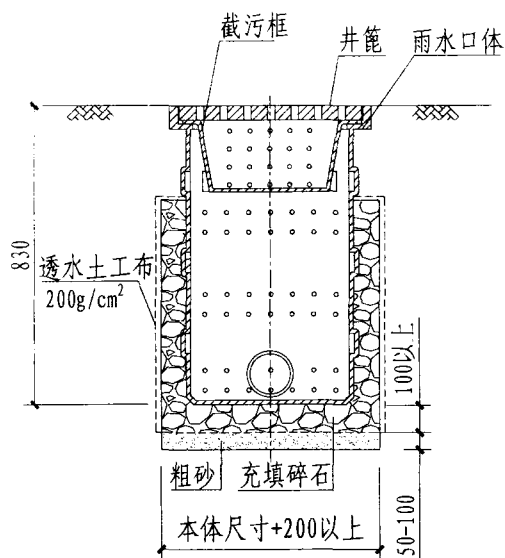 截污框
井篦
雨水口体
830
透水土工布
200g/cm²
100以上
粗砂
充填碎石
本体尺寸+200以上
50-100